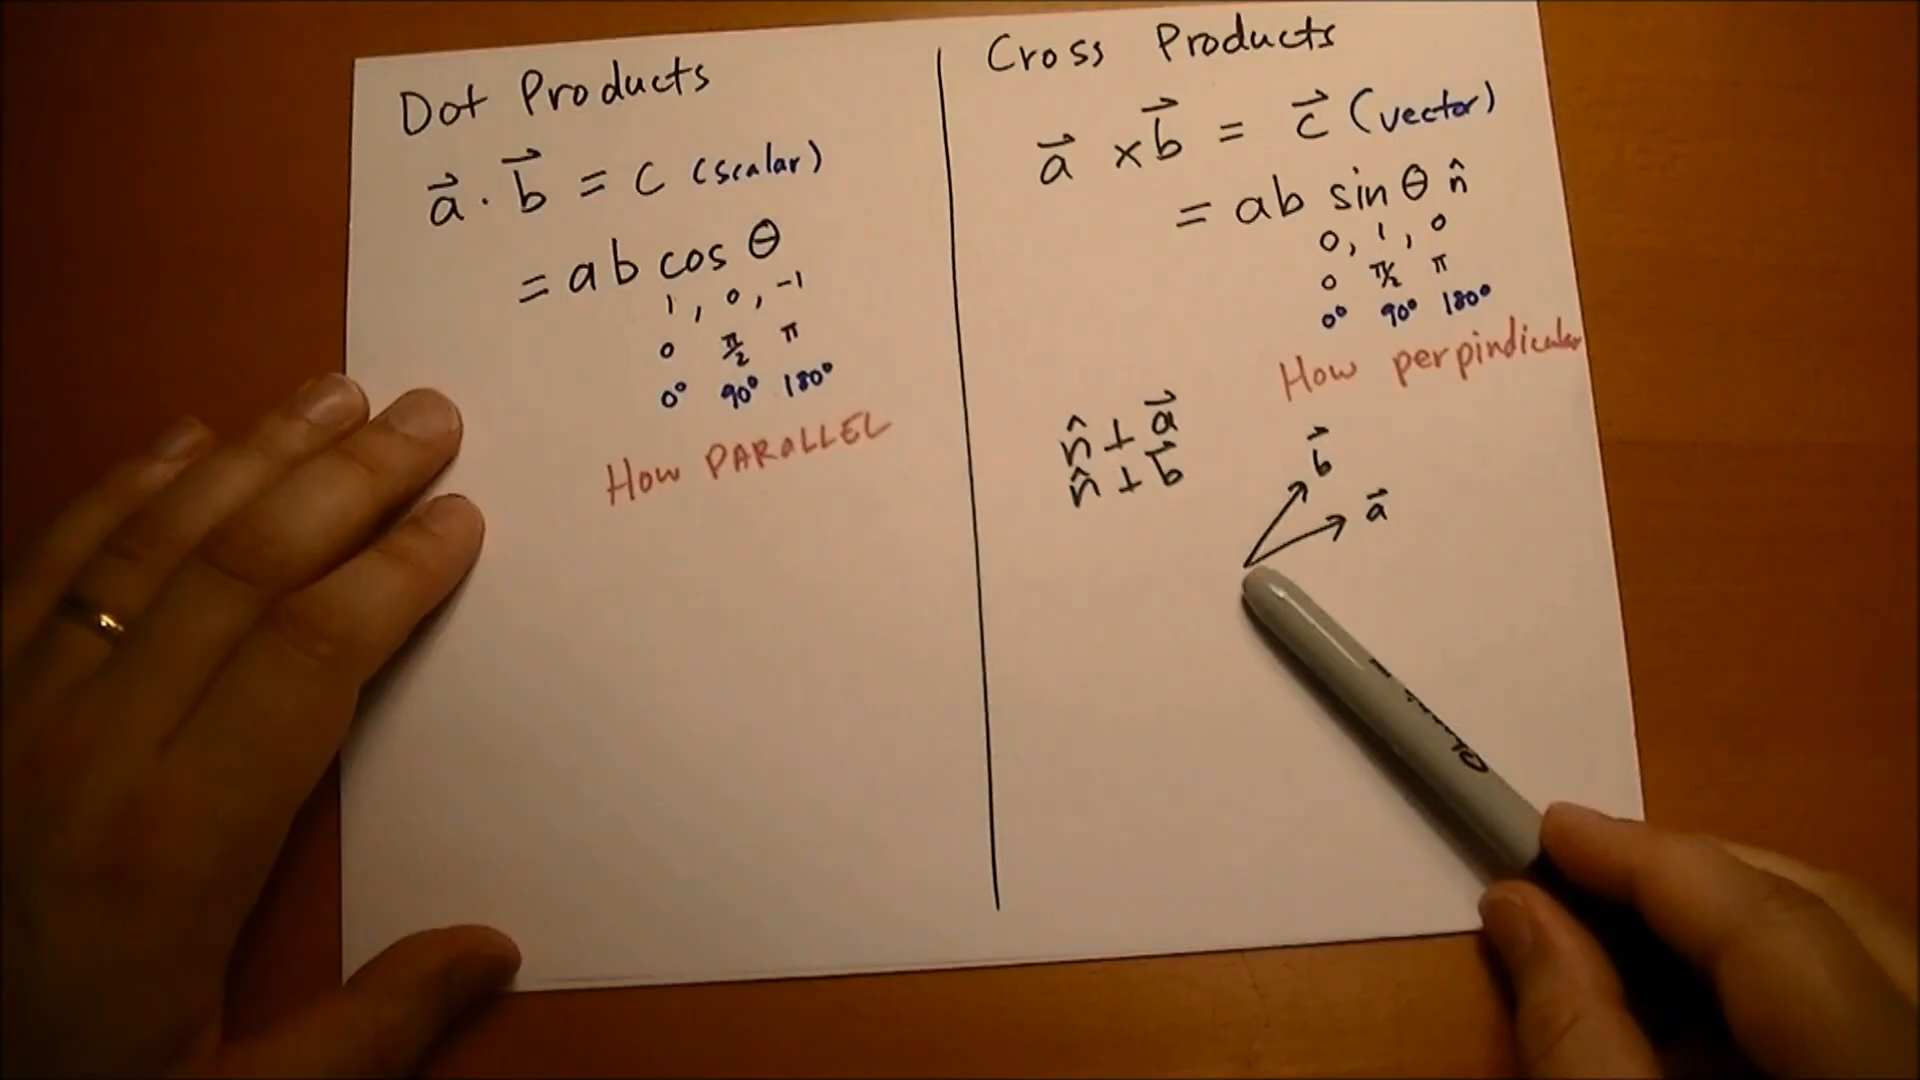 Dot Products
a⃗ · b⃗ = c (scalar)
= ab cos θ
1, 0, -1
0 π/2 π
0° 90° 180°
How PARALLEL
Cross Products
a⃗ × b⃗ = c⃗ (vector)
= ab sin θ n̂
0, 1, 0
0 π/2 π
0° 90° 180°
How perpindicular
n̂ ⊥ a⃗
n̂ ⊥ b⃗
b⃗
a⃗